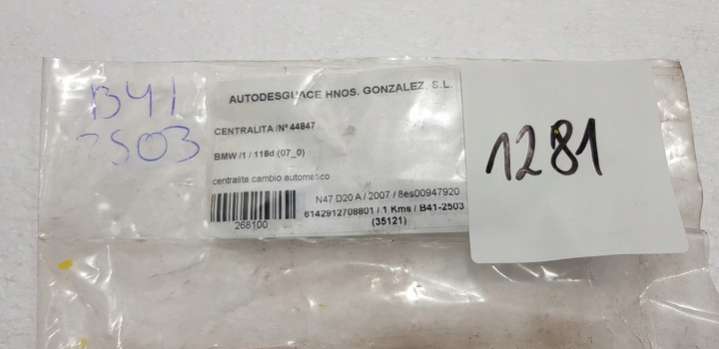 B41
2503
AUTODESGUACE HNOS. GONZALEZ, S.L.
CENTRALITA /Nº 44847
BMW /1 / 118d (07_0)
centralita cambio automatico
N47 D20 A / 2007 / 8es00947920
6142912708801 / 1 Kms / B41-2503
(35121)
268100
1281